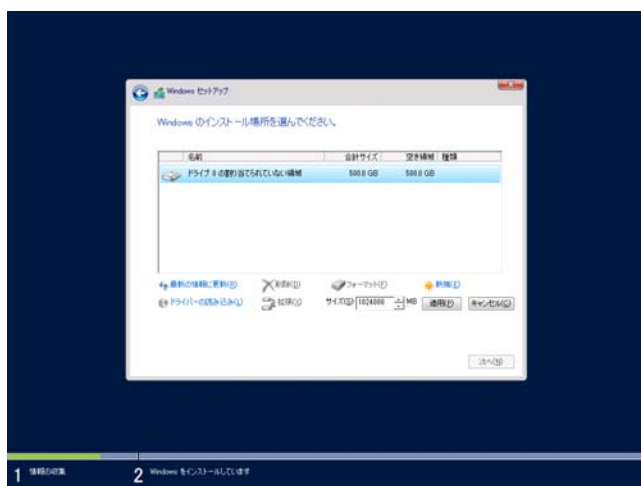 Windows セットアップ
Windows のインストール場所を選んでください。
名前 合計サイズ 空き領域 種類
ドライブ 0 の割り当てられていない領域 500.0 GB 500.0 GB
最新の情報に更新(R) 削除(D) フォーマット(F) 新規(E)
ドライバーの読み込み(L) 拡張(X) サイズ(S) MB 適用(P) キャンセル(C)
次へ(N)
1 情報の収集 2 Windows をインストールしています